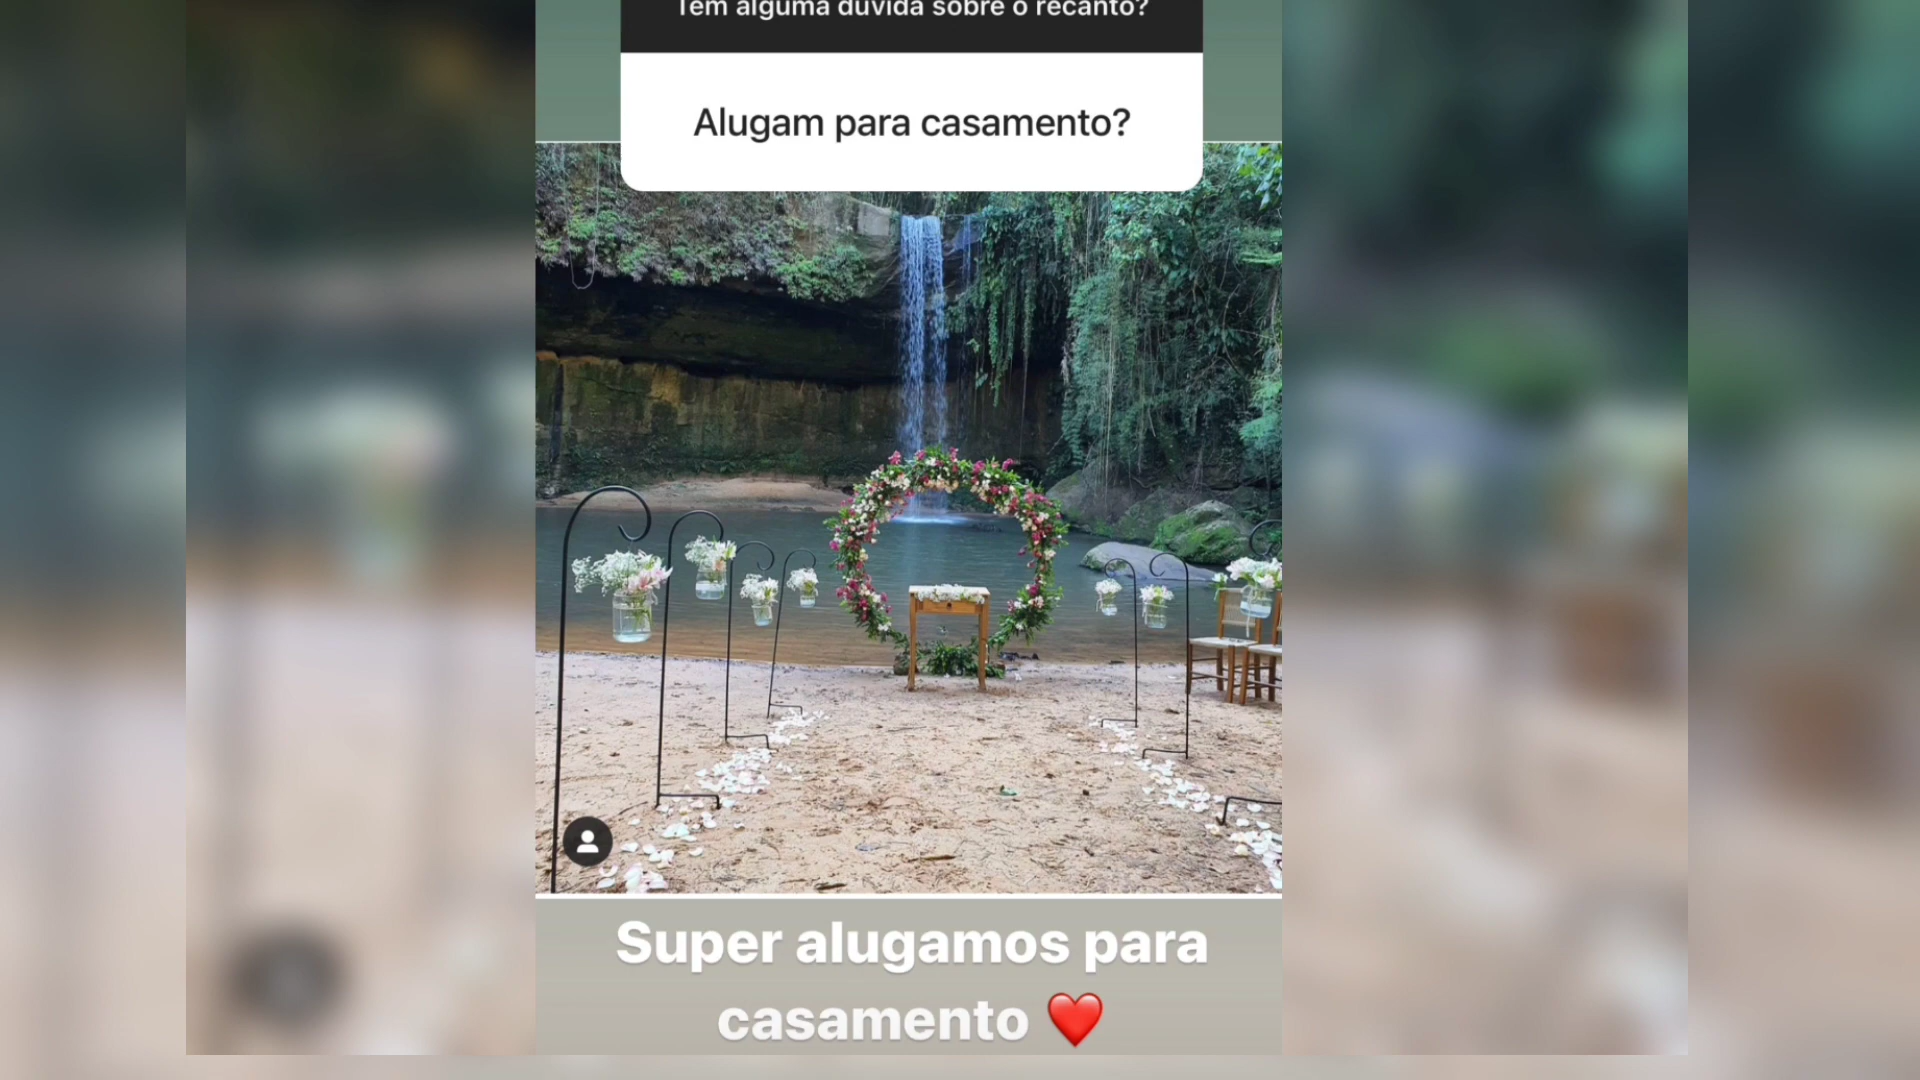 Tem alguma dúvida sobre o recanto?
Alugam para casamento?
Super alugamos para
casamento ❤️